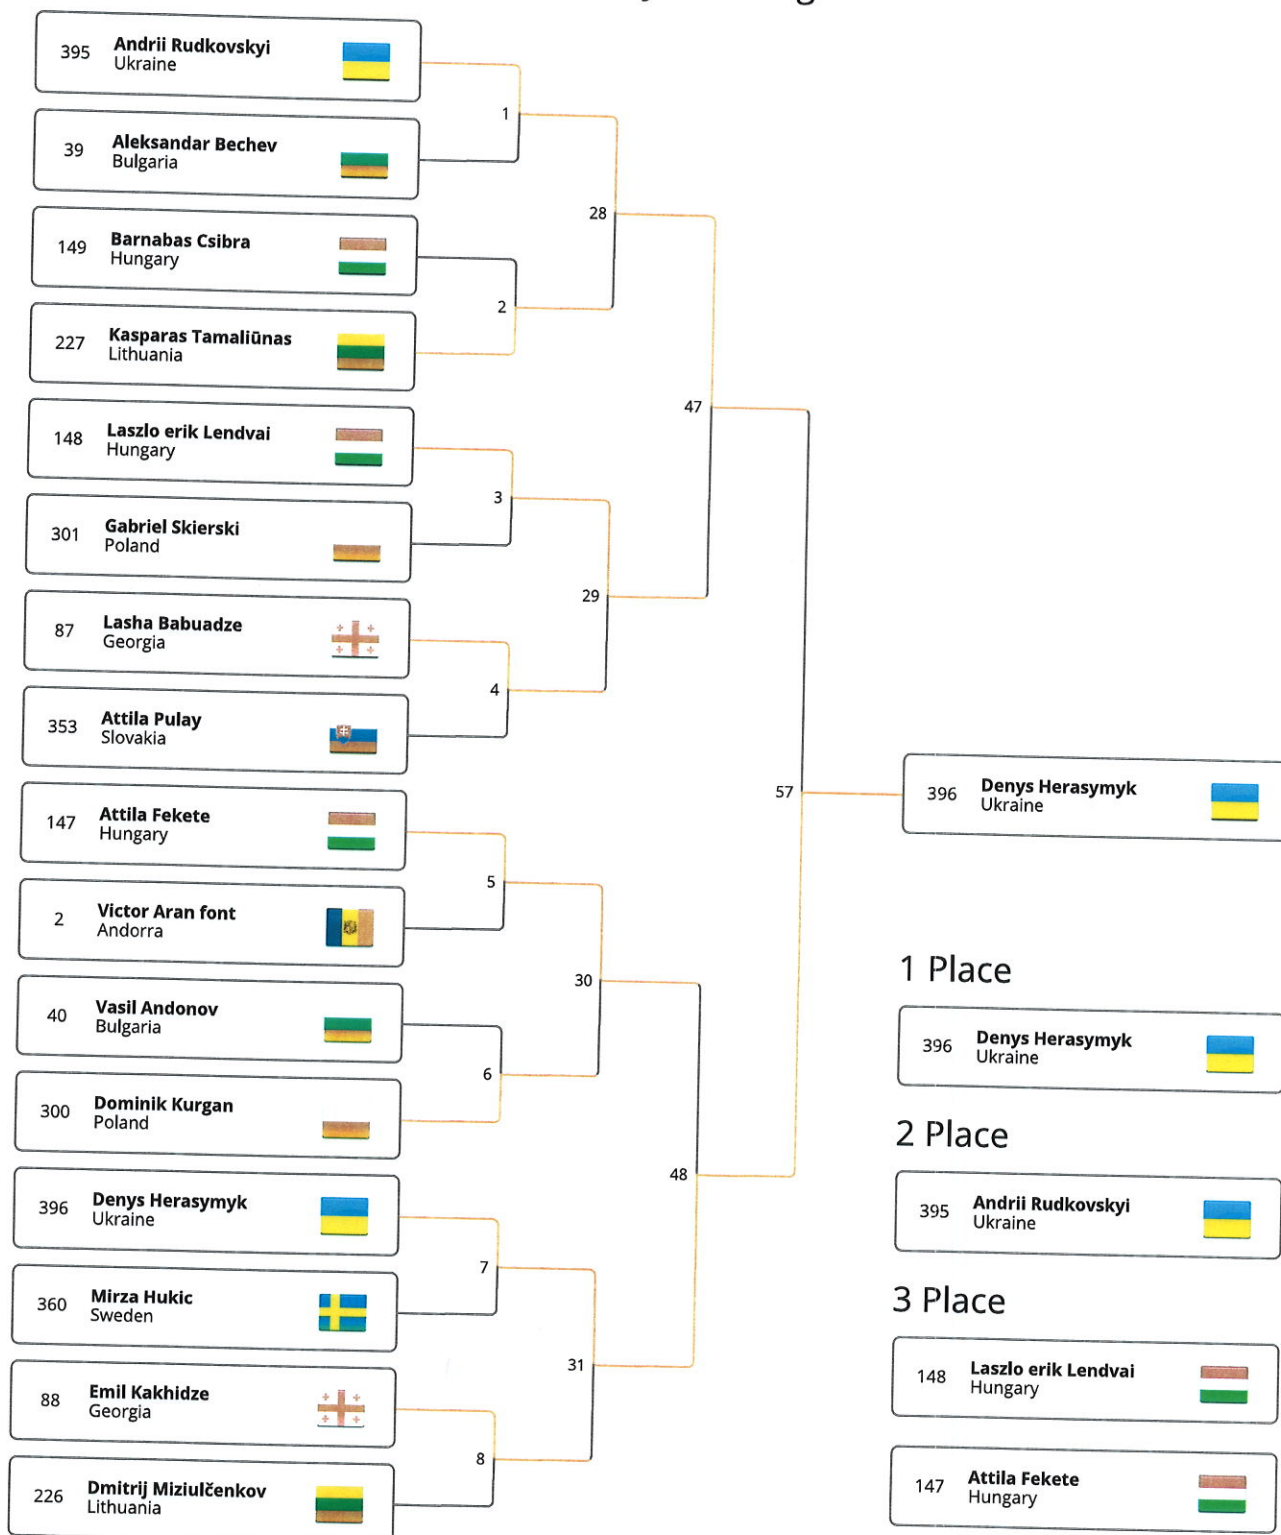 395 Andrii Rudkovskyi
Ukraine
1
39 Aleksandar Bechev
Bulgaria
28
149 Barnabas Csibra
Hungary
2
227 Kasparas Tamaliūnas
Lithuania
47
148 Laszlo erik Lendvai
Hungary
3
301 Gabriel Skierski
Poland
29
87 Lasha Babuadze
Georgia
4
353 Attila Pulay
Slovakia
57
396 Denys Herasymyk
Ukraine
147 Attila Fekete
Hungary
5
2 Victor Aran font
Andorra
30
40 Vasil Andonov
Bulgaria
6
300 Dominik Kurgan
Poland
48
396 Denys Herasymyk
Ukraine
7
360 Mirza Hukic
Sweden
31
88 Emil Kakhidze
Georgia
8
226 Dmitrij Miziulčenkov
Lithuania
1 Place
396 Denys Herasymyk
Ukraine
2 Place
395 Andrii Rudkovskyi
Ukraine
3 Place
148 Laszlo erik Lendvai
Hungary
147 Attila Fekete
Hungary